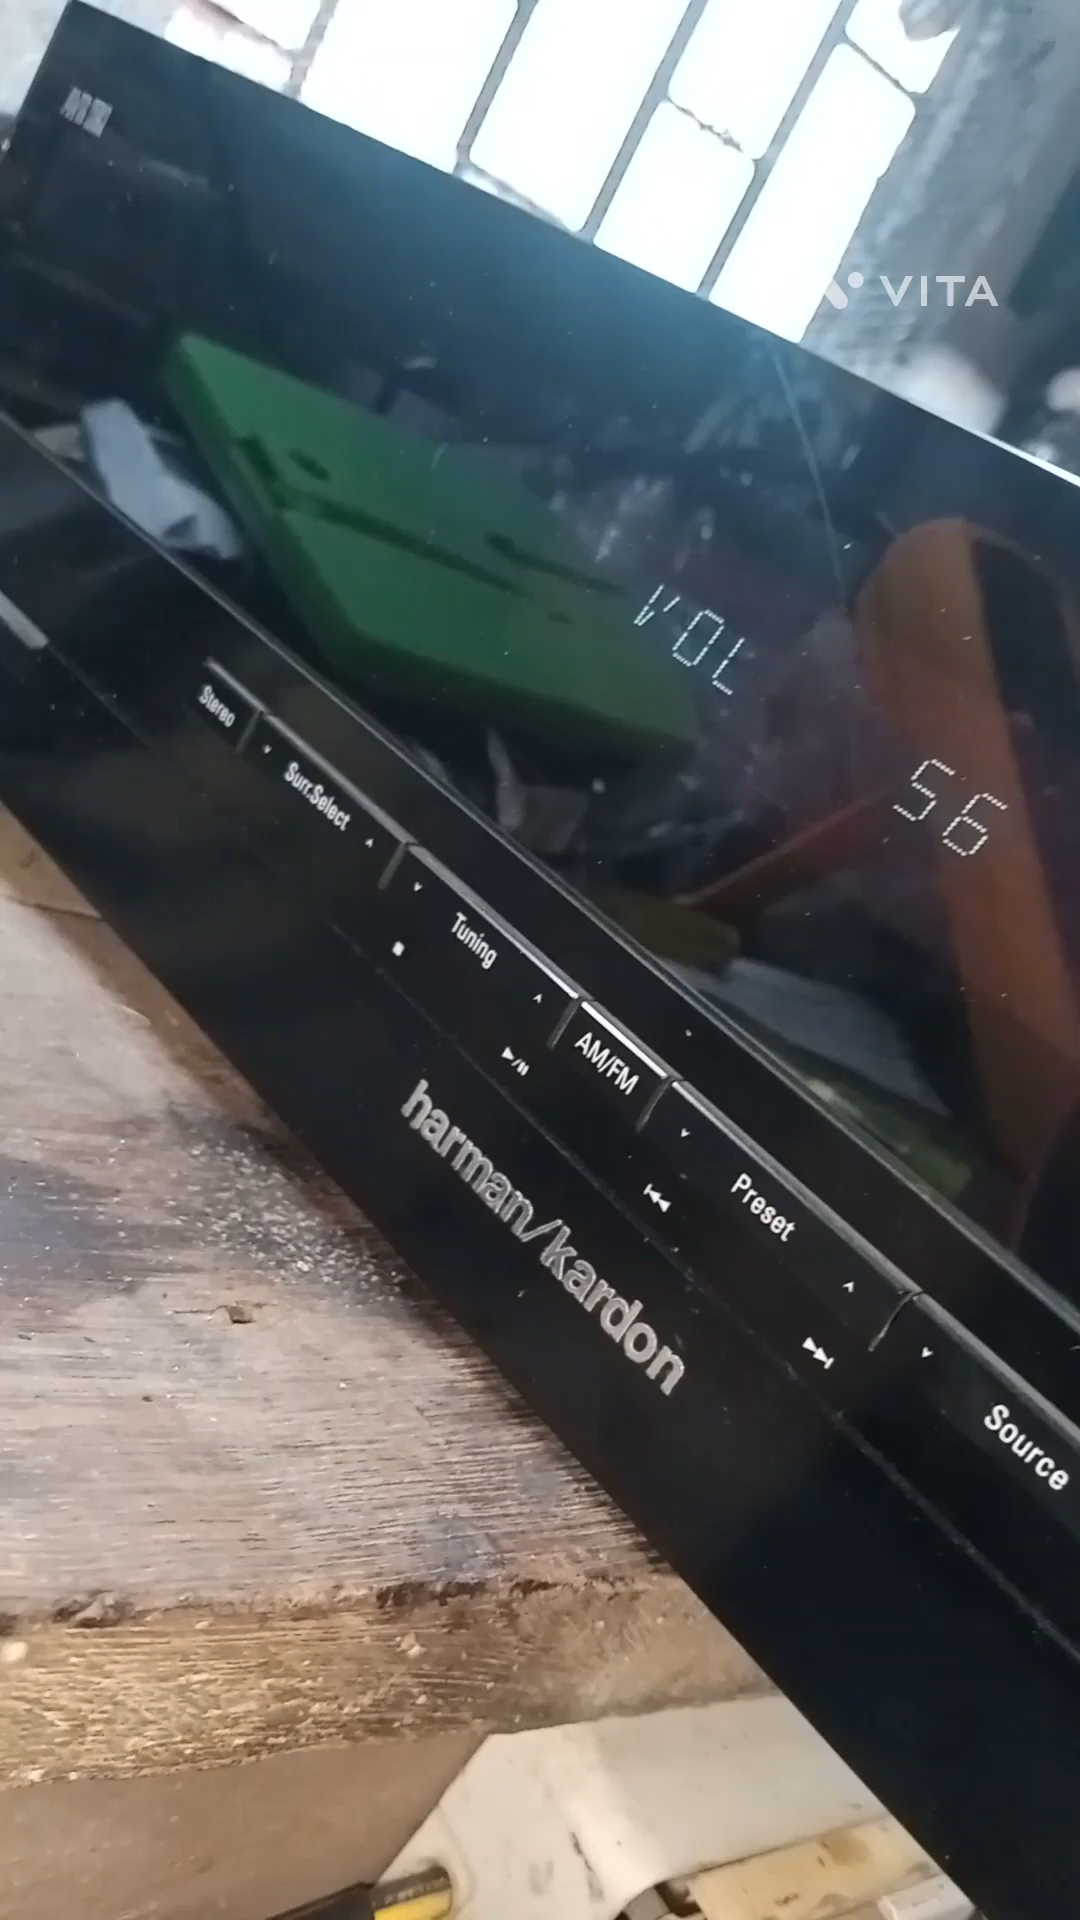 VITA
VOL 56
Stereo
Surr.Select
Tuning
AM/FM
Preset
Source
harman/kardon